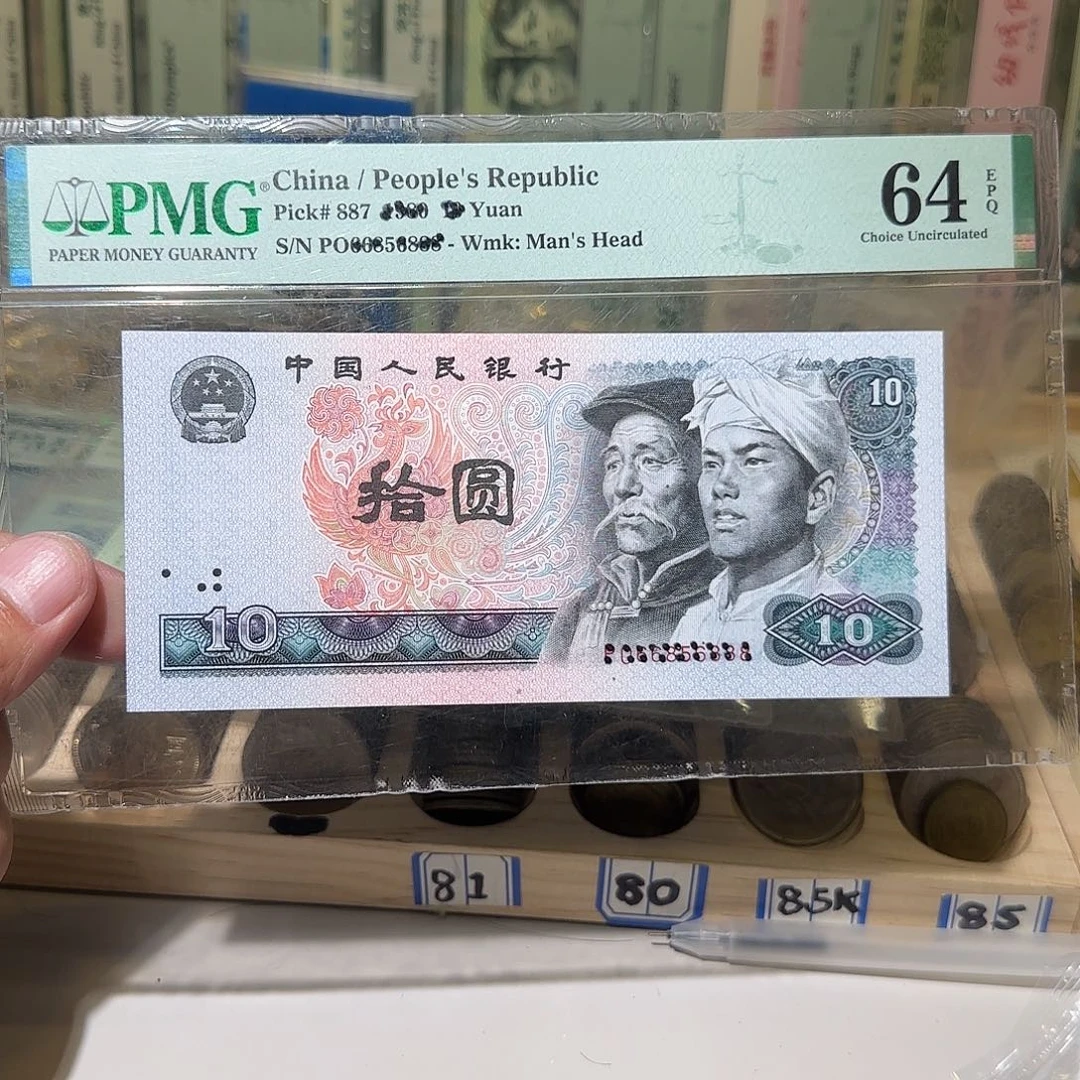 PMG®
PAPER MONEY GUARANTY
China / People's Republic
Pick# 887 Yuan
S/N PO - Wmk: Man's Head
64
EPQ
Choice Uncirculated
中国人民银行
10
拾圆
10
10
81
80
85K
85